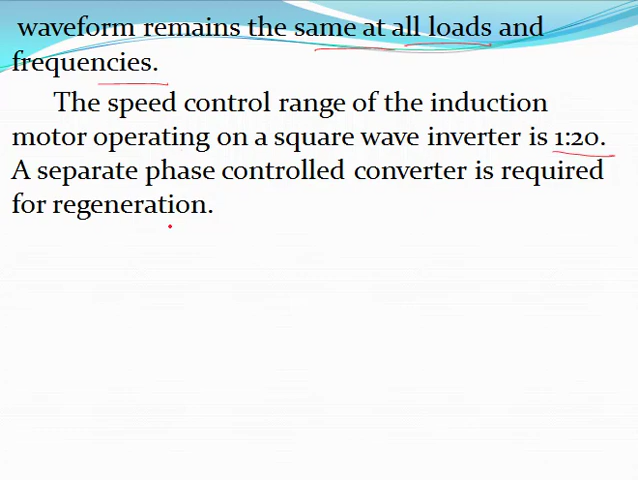 waveform remains the same at all loads and
frequencies.
The speed control range of the induction
motor operating on a square wave inverter is 1:20.
A separate phase controlled converter is required
for regeneration.